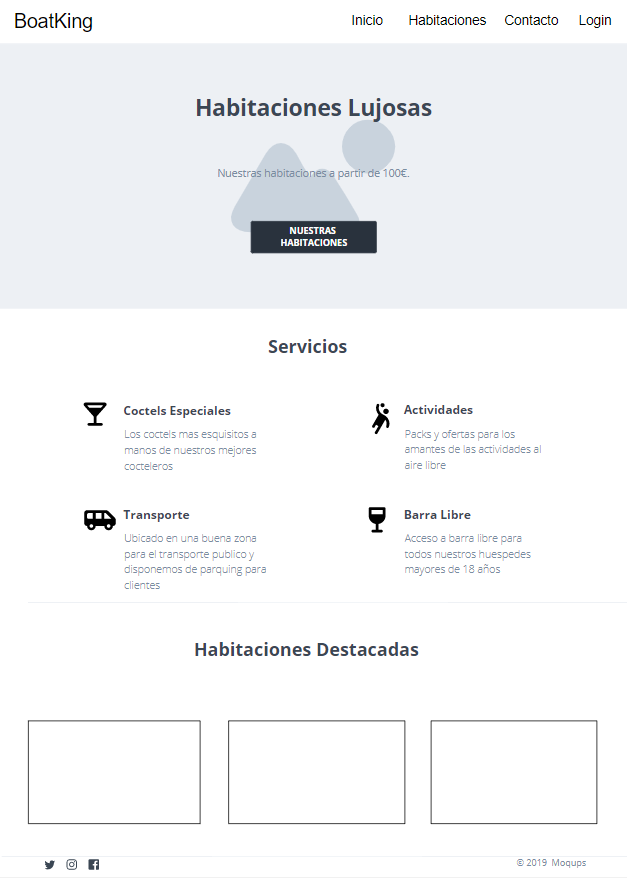 BoatKing
Inicio Habitaciones Contacto Login
Habitaciones Lujosas
Nuestras habitaciones a partir de 100€.
NUESTRAS
HABITACIONES
Servicios
Coctels Especiales
Los coctels mas esquisitos a
manos de nuestros mejores
cocteleros
Actividades
Packs y ofertas para los
amantes de las actividades al
aire libre
Transporte
Ubicado en una buena zona
para el transporte publico y
disponemos de parquing para
clientes
Barra Libre
Acceso a barra libre para
todos nuestros huespedes
mayores de 18 años
Habitaciones Destacadas
© 2019 Moqups